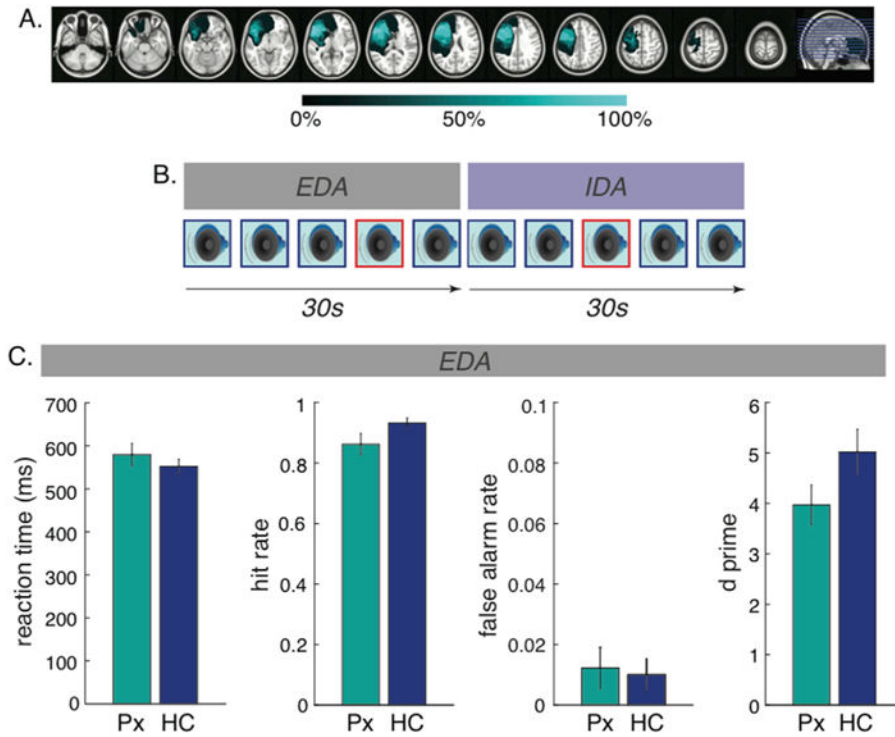 A.
0% 50% 100%
B.
EDA IDA
30s 30s
C.
EDA
reaction time (ms)
700
600
500
400
300
200
100
0
Px HC
hit rate
1
0.8
0.6
0.4
0.2
0
Px HC
false alarm rate
0.1
0.08
0.06
0.04
0.02
0
Px HC
d prime
6
5
4
3
2
1
0
Px HC